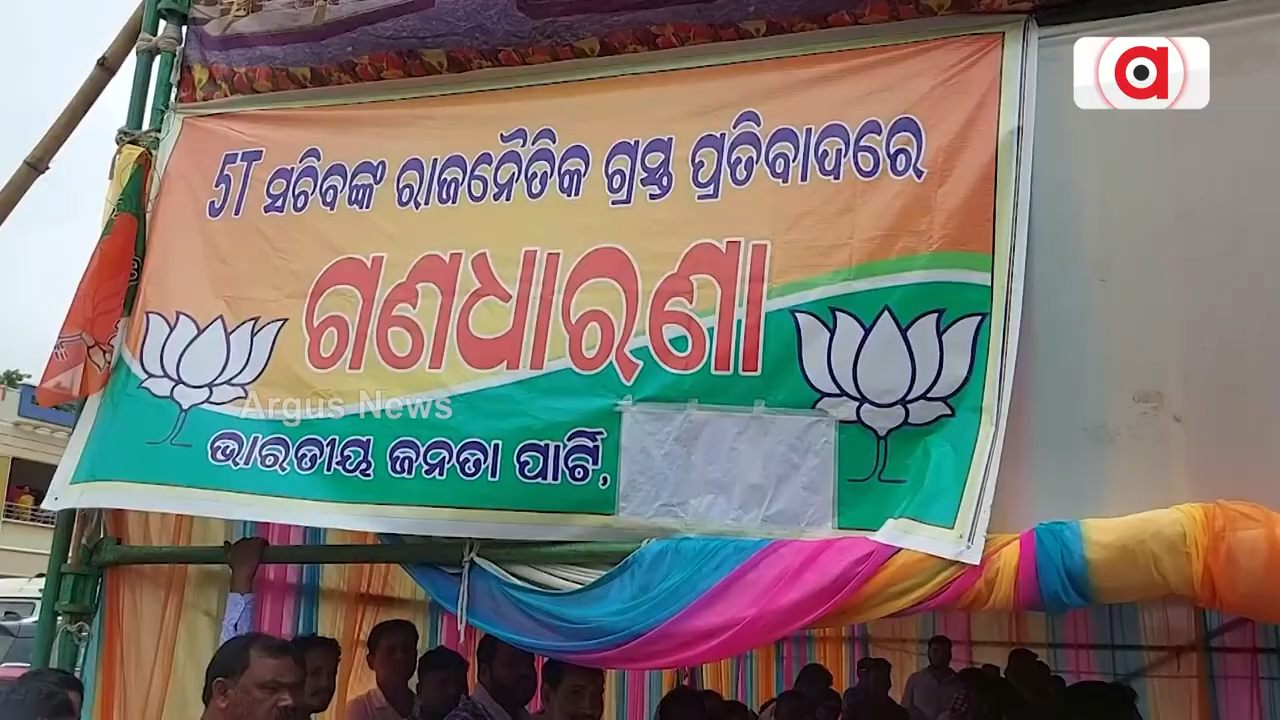 5T ସଚିବଙ୍କ ରାଜନୈତିକ ଗ୍ରସ୍ତ ପ୍ରତିବାଦରେ
ଗଣଧାରଣା
Argus News
ଭାରତୀୟ ଜନତା ପାର୍ଟି,